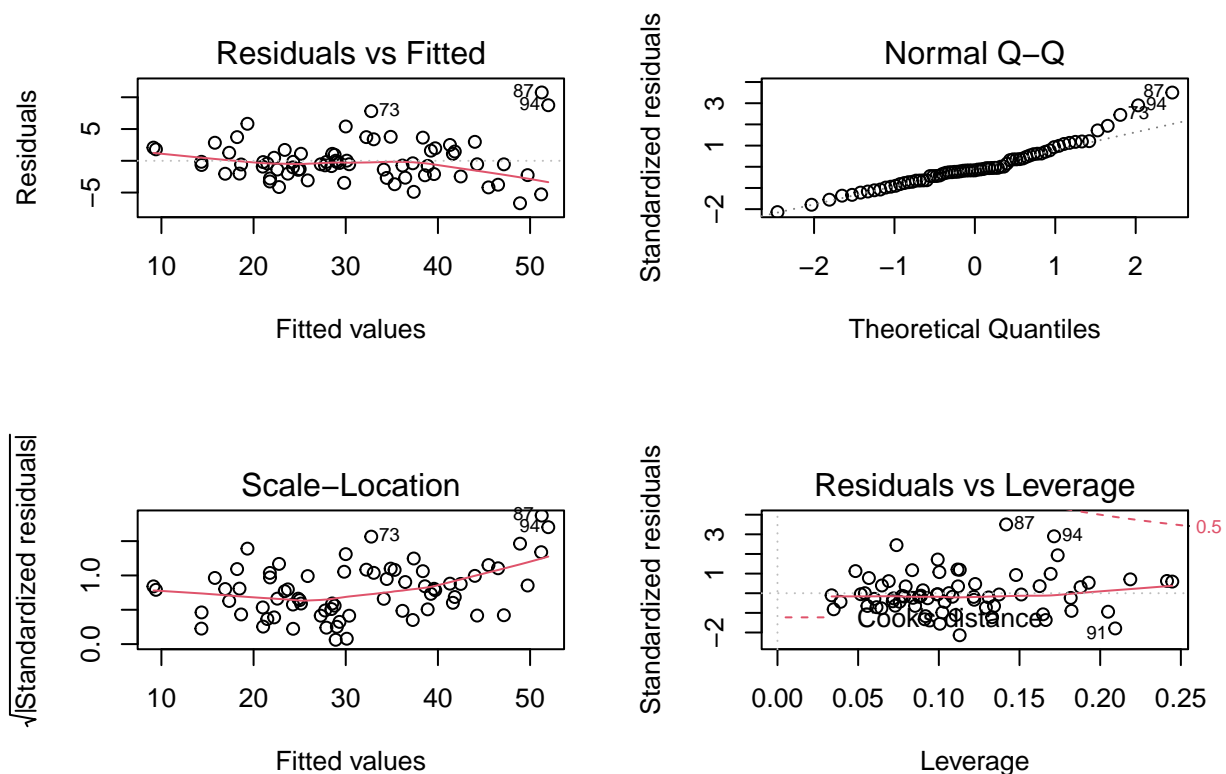 Residuals vs Fitted
Residuals
5
−5
87
94
73
10 20 30 40 50
Fitted values
Normal Q−Q
Standardized residuals
3
1
−2
87
94
73
−2 −1 0 1 2
Theoretical Quantiles
Scale−Location
√|Standardized residuals|
1.0
0.0
87
94
73
10 20 30 40 50
Fitted values
Residuals vs Leverage
Standardized residuals
3
1
−2
87
94
0.5
Cook's distance
91
0.00 0.05 0.10 0.15 0.20 0.25
Leverage